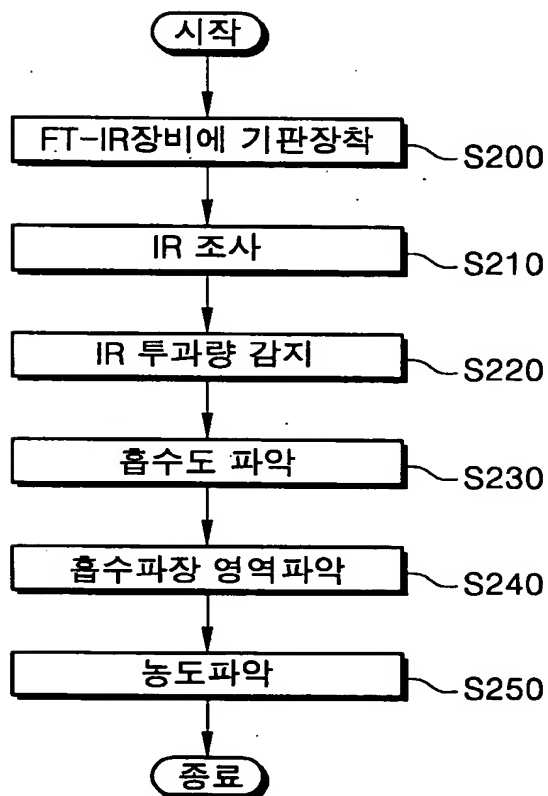 시작
FT-IR장비에 기판장착
S200
IR 조사
S210
IR 투과량 감지
S220
흡수도 파악
S230
흡수파장 영역파악
S240
농도파악
S250
종료